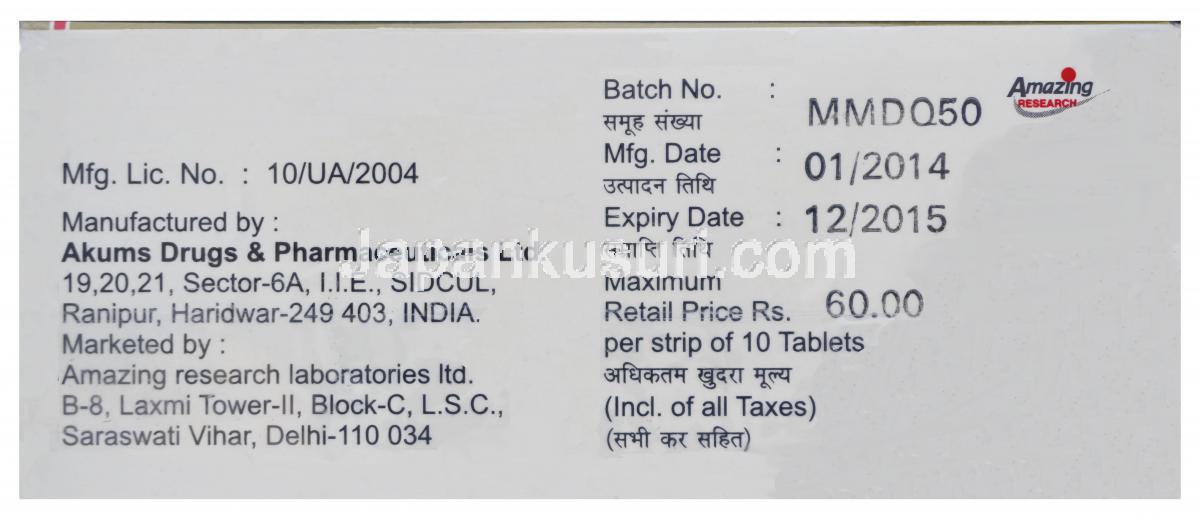 Mfg. Lic. No. : 10/UA/2004
Manufactured by :
Akums Drugs & Pharmaceuticals Ltd.
19,20,21, Sector-6A, I.I.E., SIDCUL,
Ranipur, Haridwar-249 403, INDIA.
Marketed by :
Amazing research laboratories ltd.
B-8, Laxmi Tower-II, Block-C, L.S.C.,
Saraswati Vihar, Delhi-110 034
Batch No. : MMDQ50
समूह संख्या
Mfg. Date : 01/2014
उत्पादन तिथि
Expiry Date : 12/2015
समाप्ति तिथि
Maximum
Retail Price Rs. 60.00
per strip of 10 Tablets
अधिकतम खुदरा मूल्य
(Incl. of all Taxes)
(सभी कर सहित)
Amazing
RESEARCH
Japankusuri.com